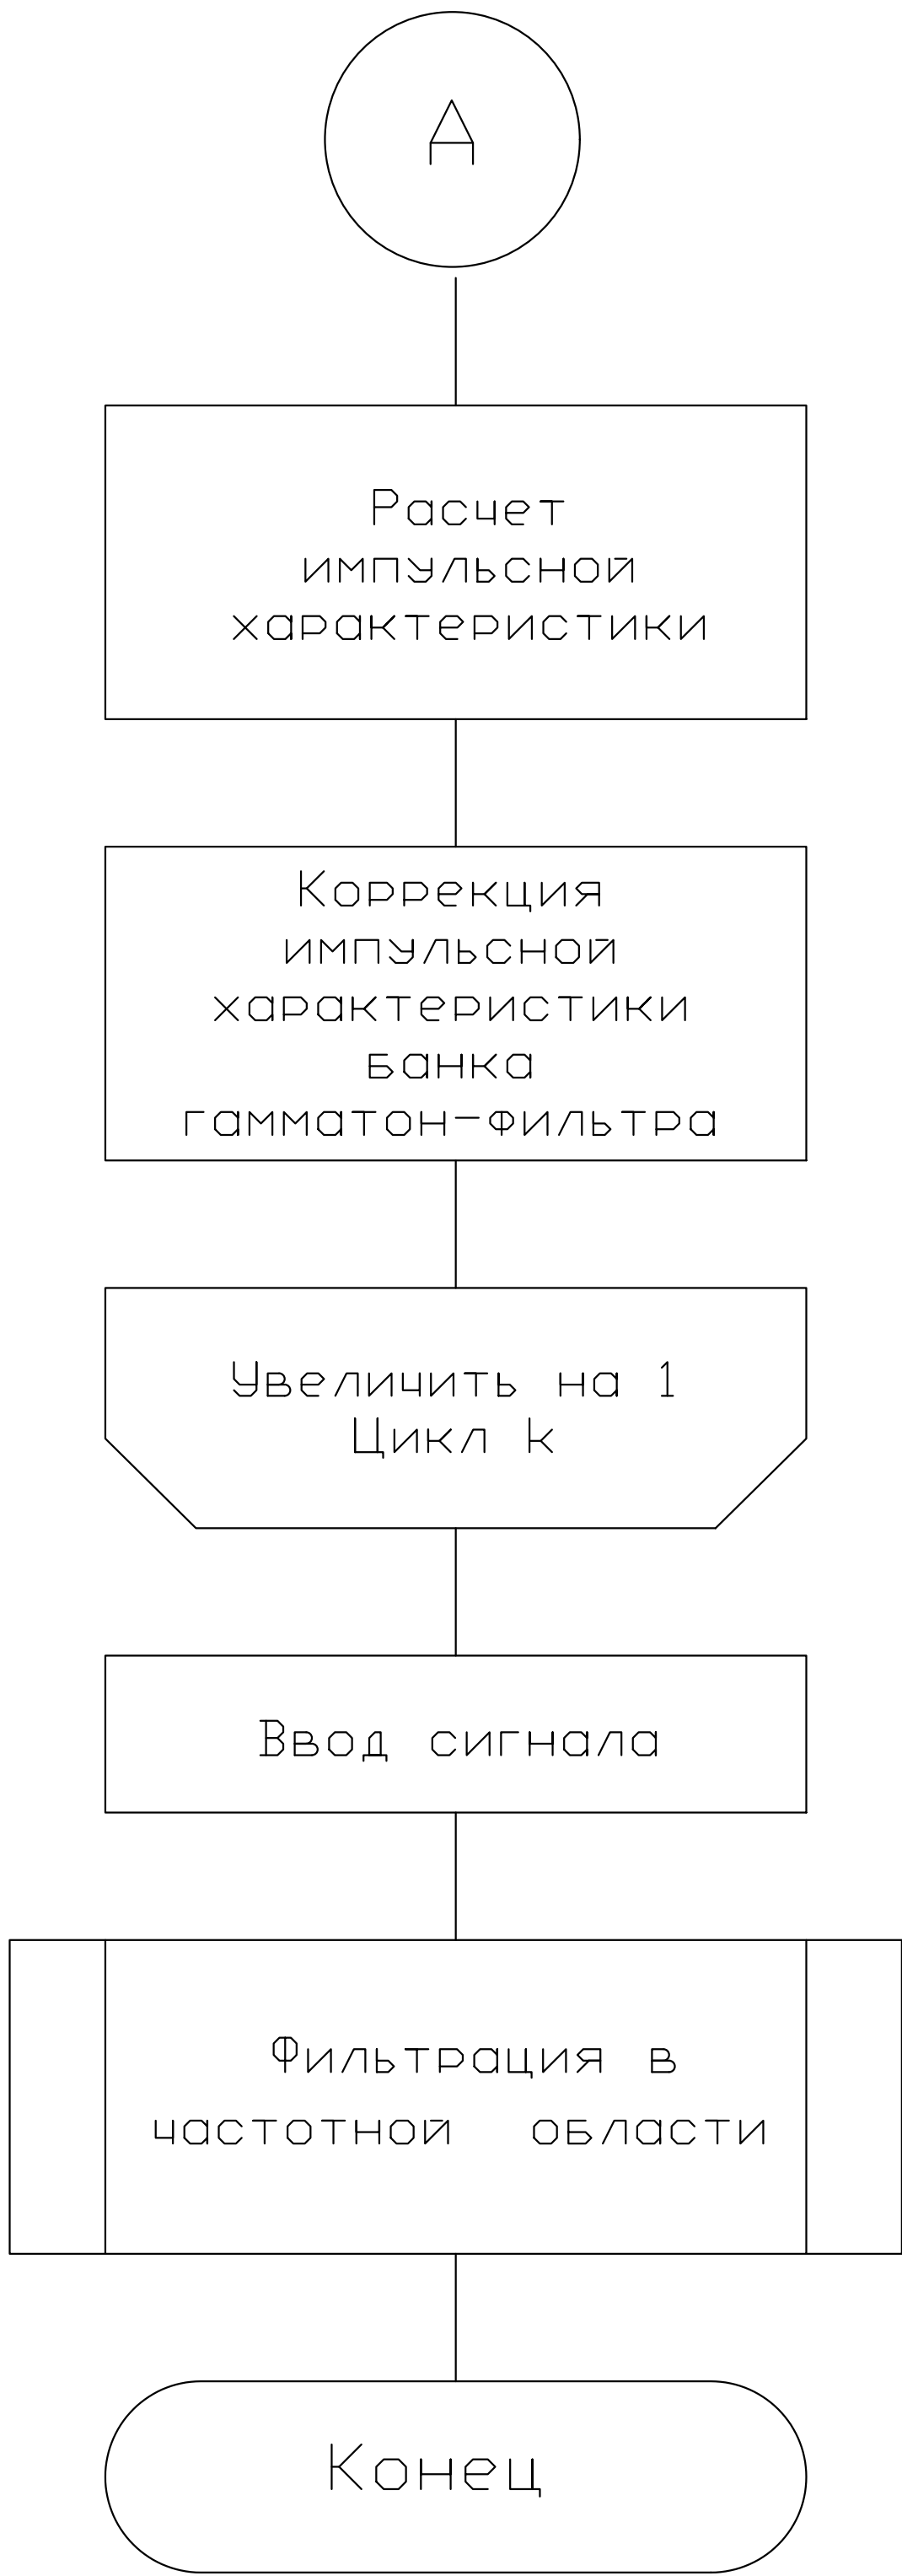 А
Расчет
импульсной
характеристики
Коррекция
импульсной
характеристики
банка
гамматон-фильтра
Увеличить на 1
Цикл k
Ввод сигнала
Фильтрация в
частотной области
Конец